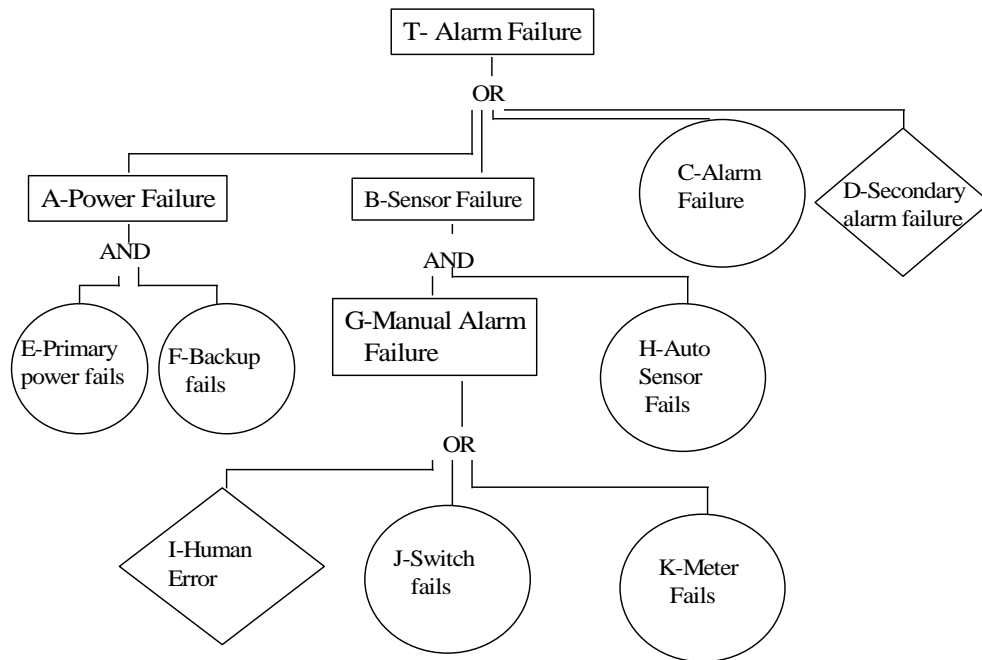 T- Alarm Failure
OR
A-Power Failure
B-Sensor Failure
C-Alarm
Failure
D-Secondary
alarm failure
AND
AND
E-Primary
power fails
F-Backup
fails
G-Manual Alarm
Failure
H-Auto
Sensor
Fails
OR
I-Human
Error
J-Switch
fails
K-Meter
Fails